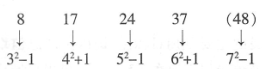 8 17 24 37 (48)
↓ ↓ ↓ ↓ ↓
3²−1 4²+1 5²−1 6²+1 7²−1